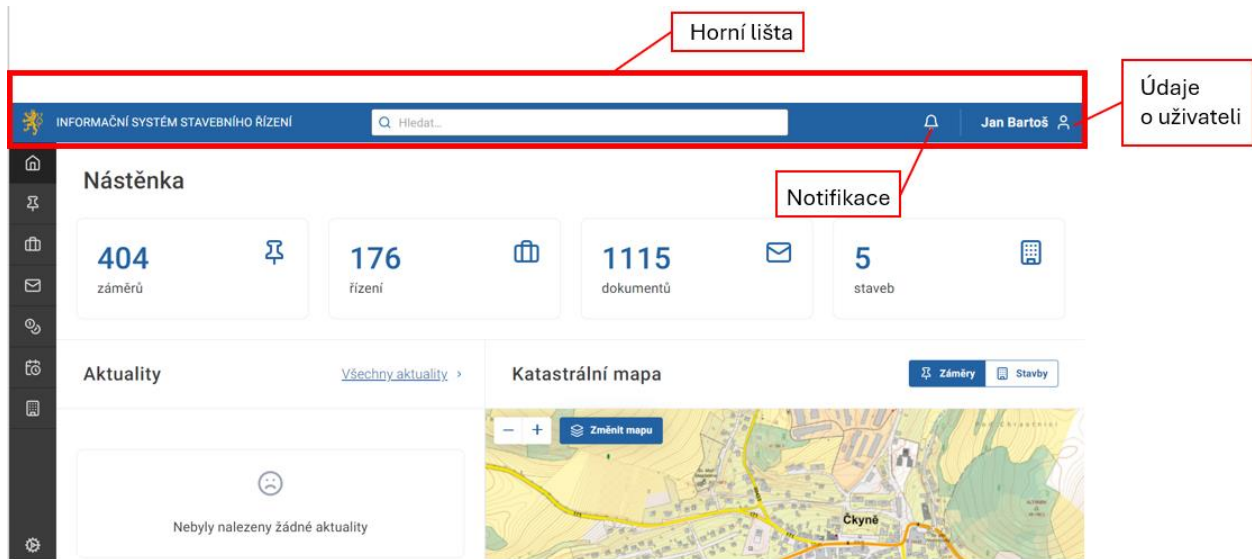 Horní lišta
Údaje
o uživateli
INFORMAČNÍ SYSTÉM STAVEBNÍHO ŘÍZENÍ
Hledat...
Jan Bartoš
Notifikace
Nástěnka
404
záměrů
176
řízení
1115
dokumentů
5
staveb
Aktuality
Všechny aktuality
Katastrální mapa
Záměry
Stavby
Změnit mapu
Nebyly nalezeny žádné aktuality
Čkyně
171